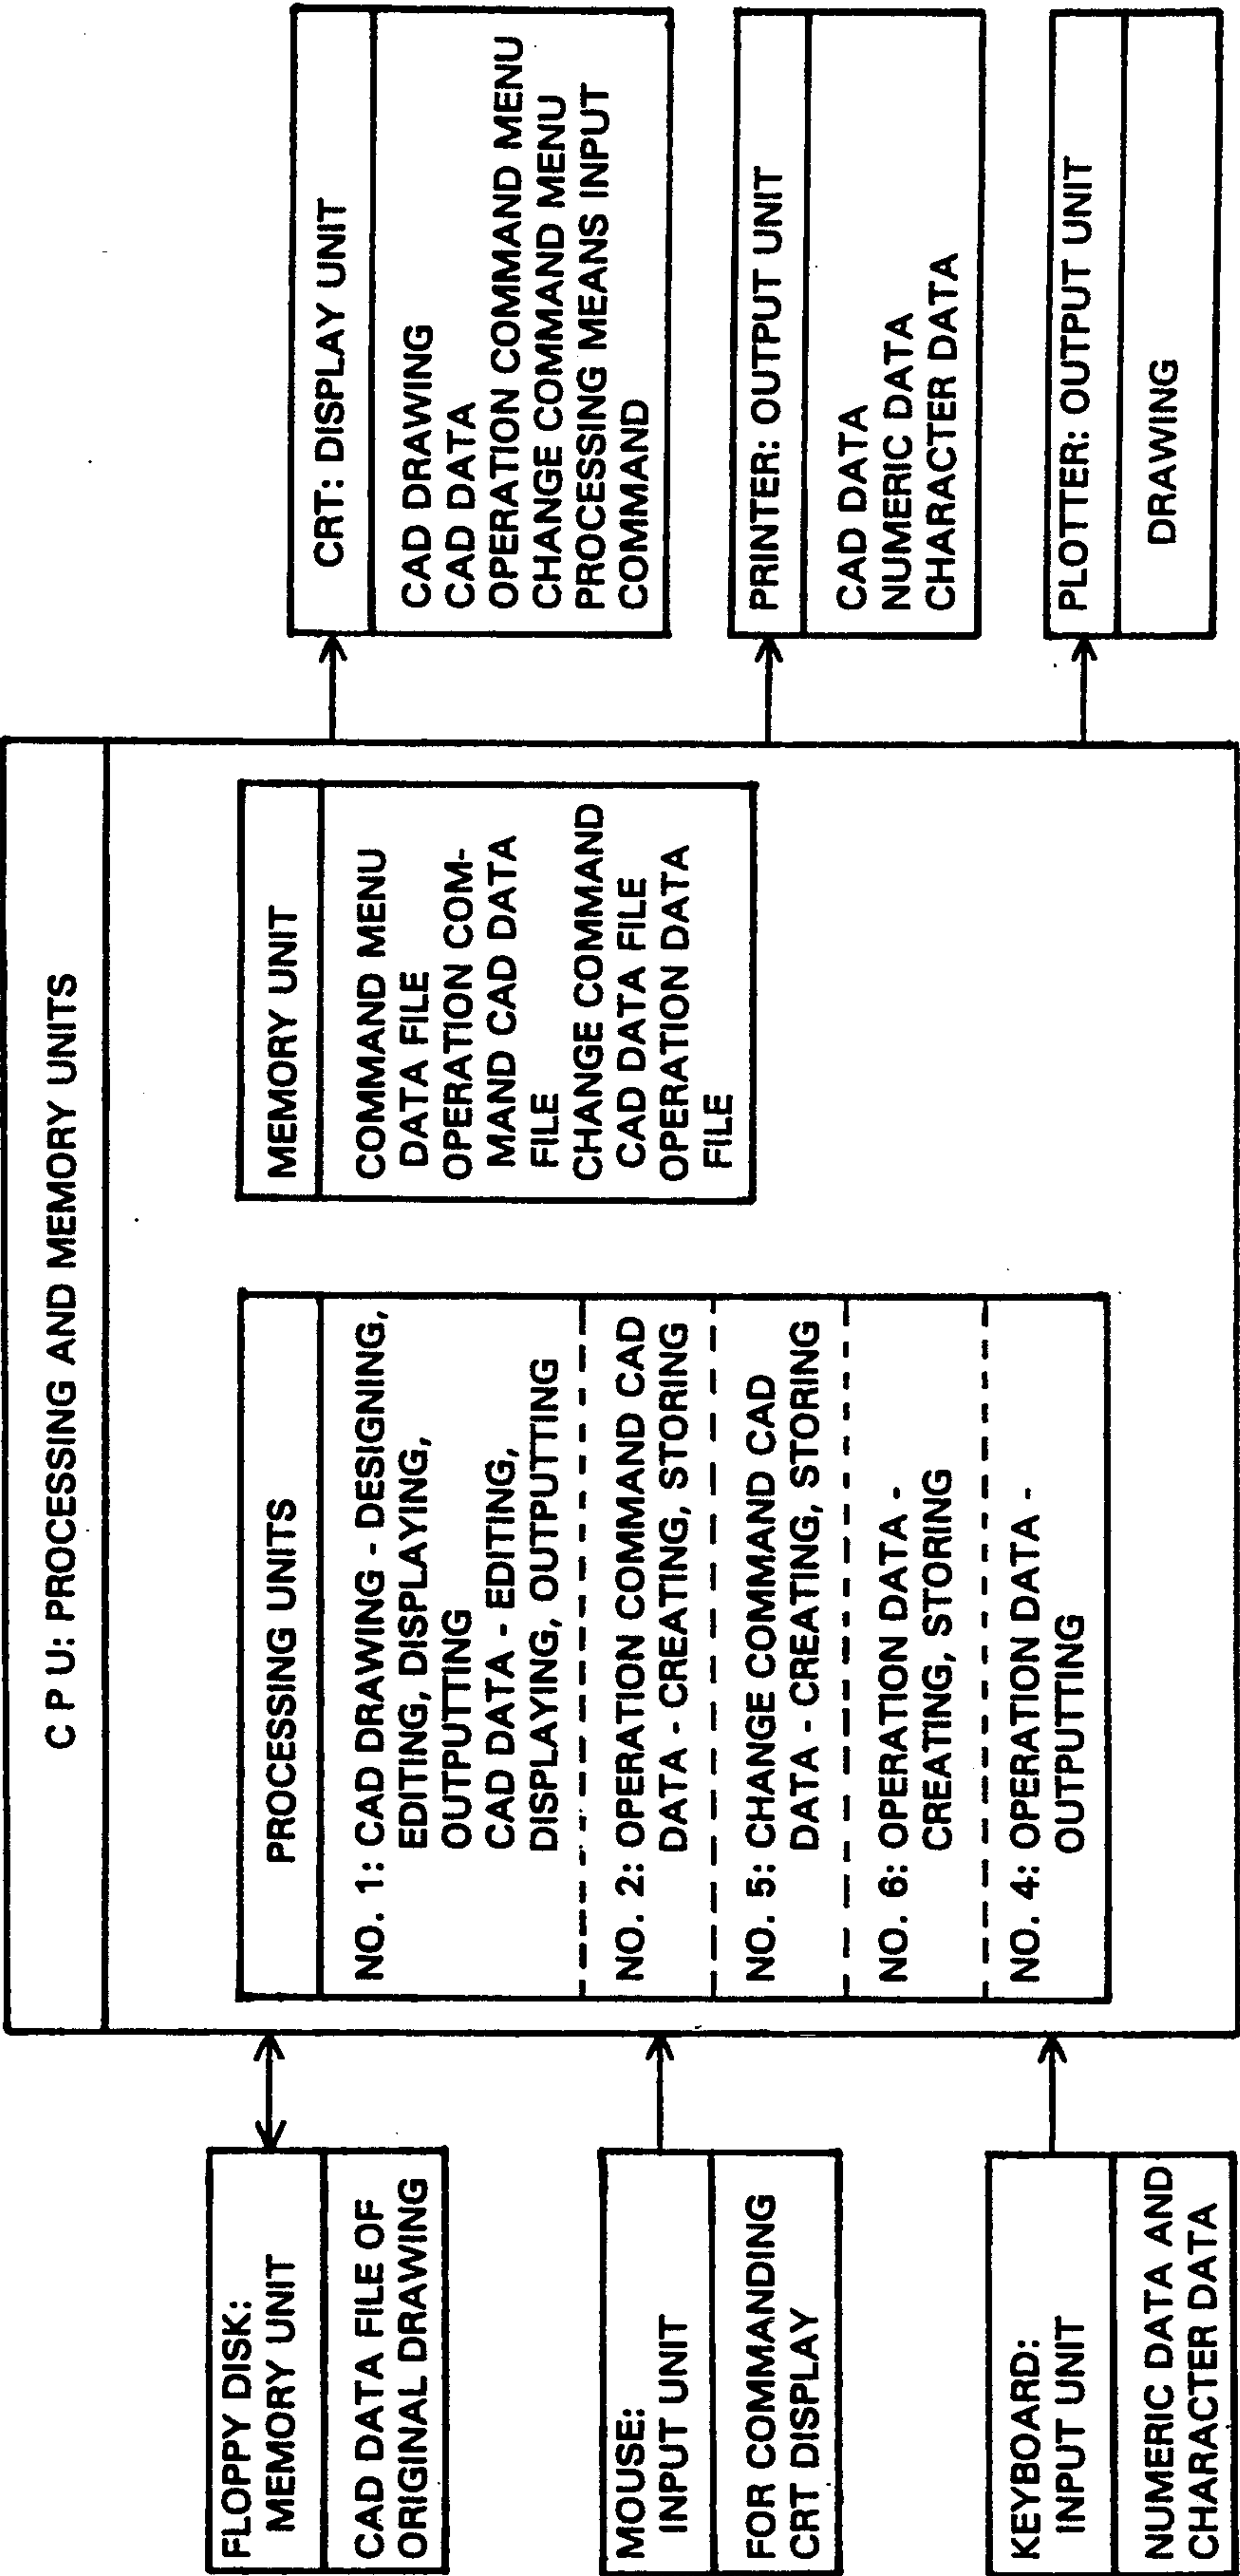 C P U: PROCESSING AND MEMORY UNITS
FLOPPY DISK:
MEMORY UNIT
CAD DATA FILE OF
ORIGINAL DRAWING
MOUSE:
INPUT UNIT
FOR COMMANDING
CRT DISPLAY
KEYBOARD:
INPUT UNIT
NUMERIC DATA AND
CHARACTER DATA
PROCESSING UNITS
NO. 1: CAD DRAWING - DESIGNING,
EDITING, DISPLAYING,
OUTPUTTING
CAD DATA - EDITING,
DISPLAYING, OUTPUTTING
NO. 2: OPERATION COMMAND CAD
DATA - CREATING, STORING
NO. 5: CHANGE COMMAND CAD
DATA - CREATING, STORING
NO. 6: OPERATION DATA -
CREATING, STORING
NO. 4: OPERATION DATA -
OUTPUTTING
MEMORY UNIT
COMMAND MENU
DATA FILE
OPERATION COM-
MAND CAD DATA
FILE
CHANGE COMMAND
CAD DATA FILE
OPERATION DATA
FILE
CRT: DISPLAY UNIT
CAD DRAWING
CAD DATA
OPERATION COMMAND MENU
CHANGE COMMAND MENU
PROCESSING MEANS INPUT
COMMAND
PRINTER: OUTPUT UNIT
CAD DATA
NUMERIC DATA
CHARACTER DATA
PLOTTER: OUTPUT UNIT
DRAWING